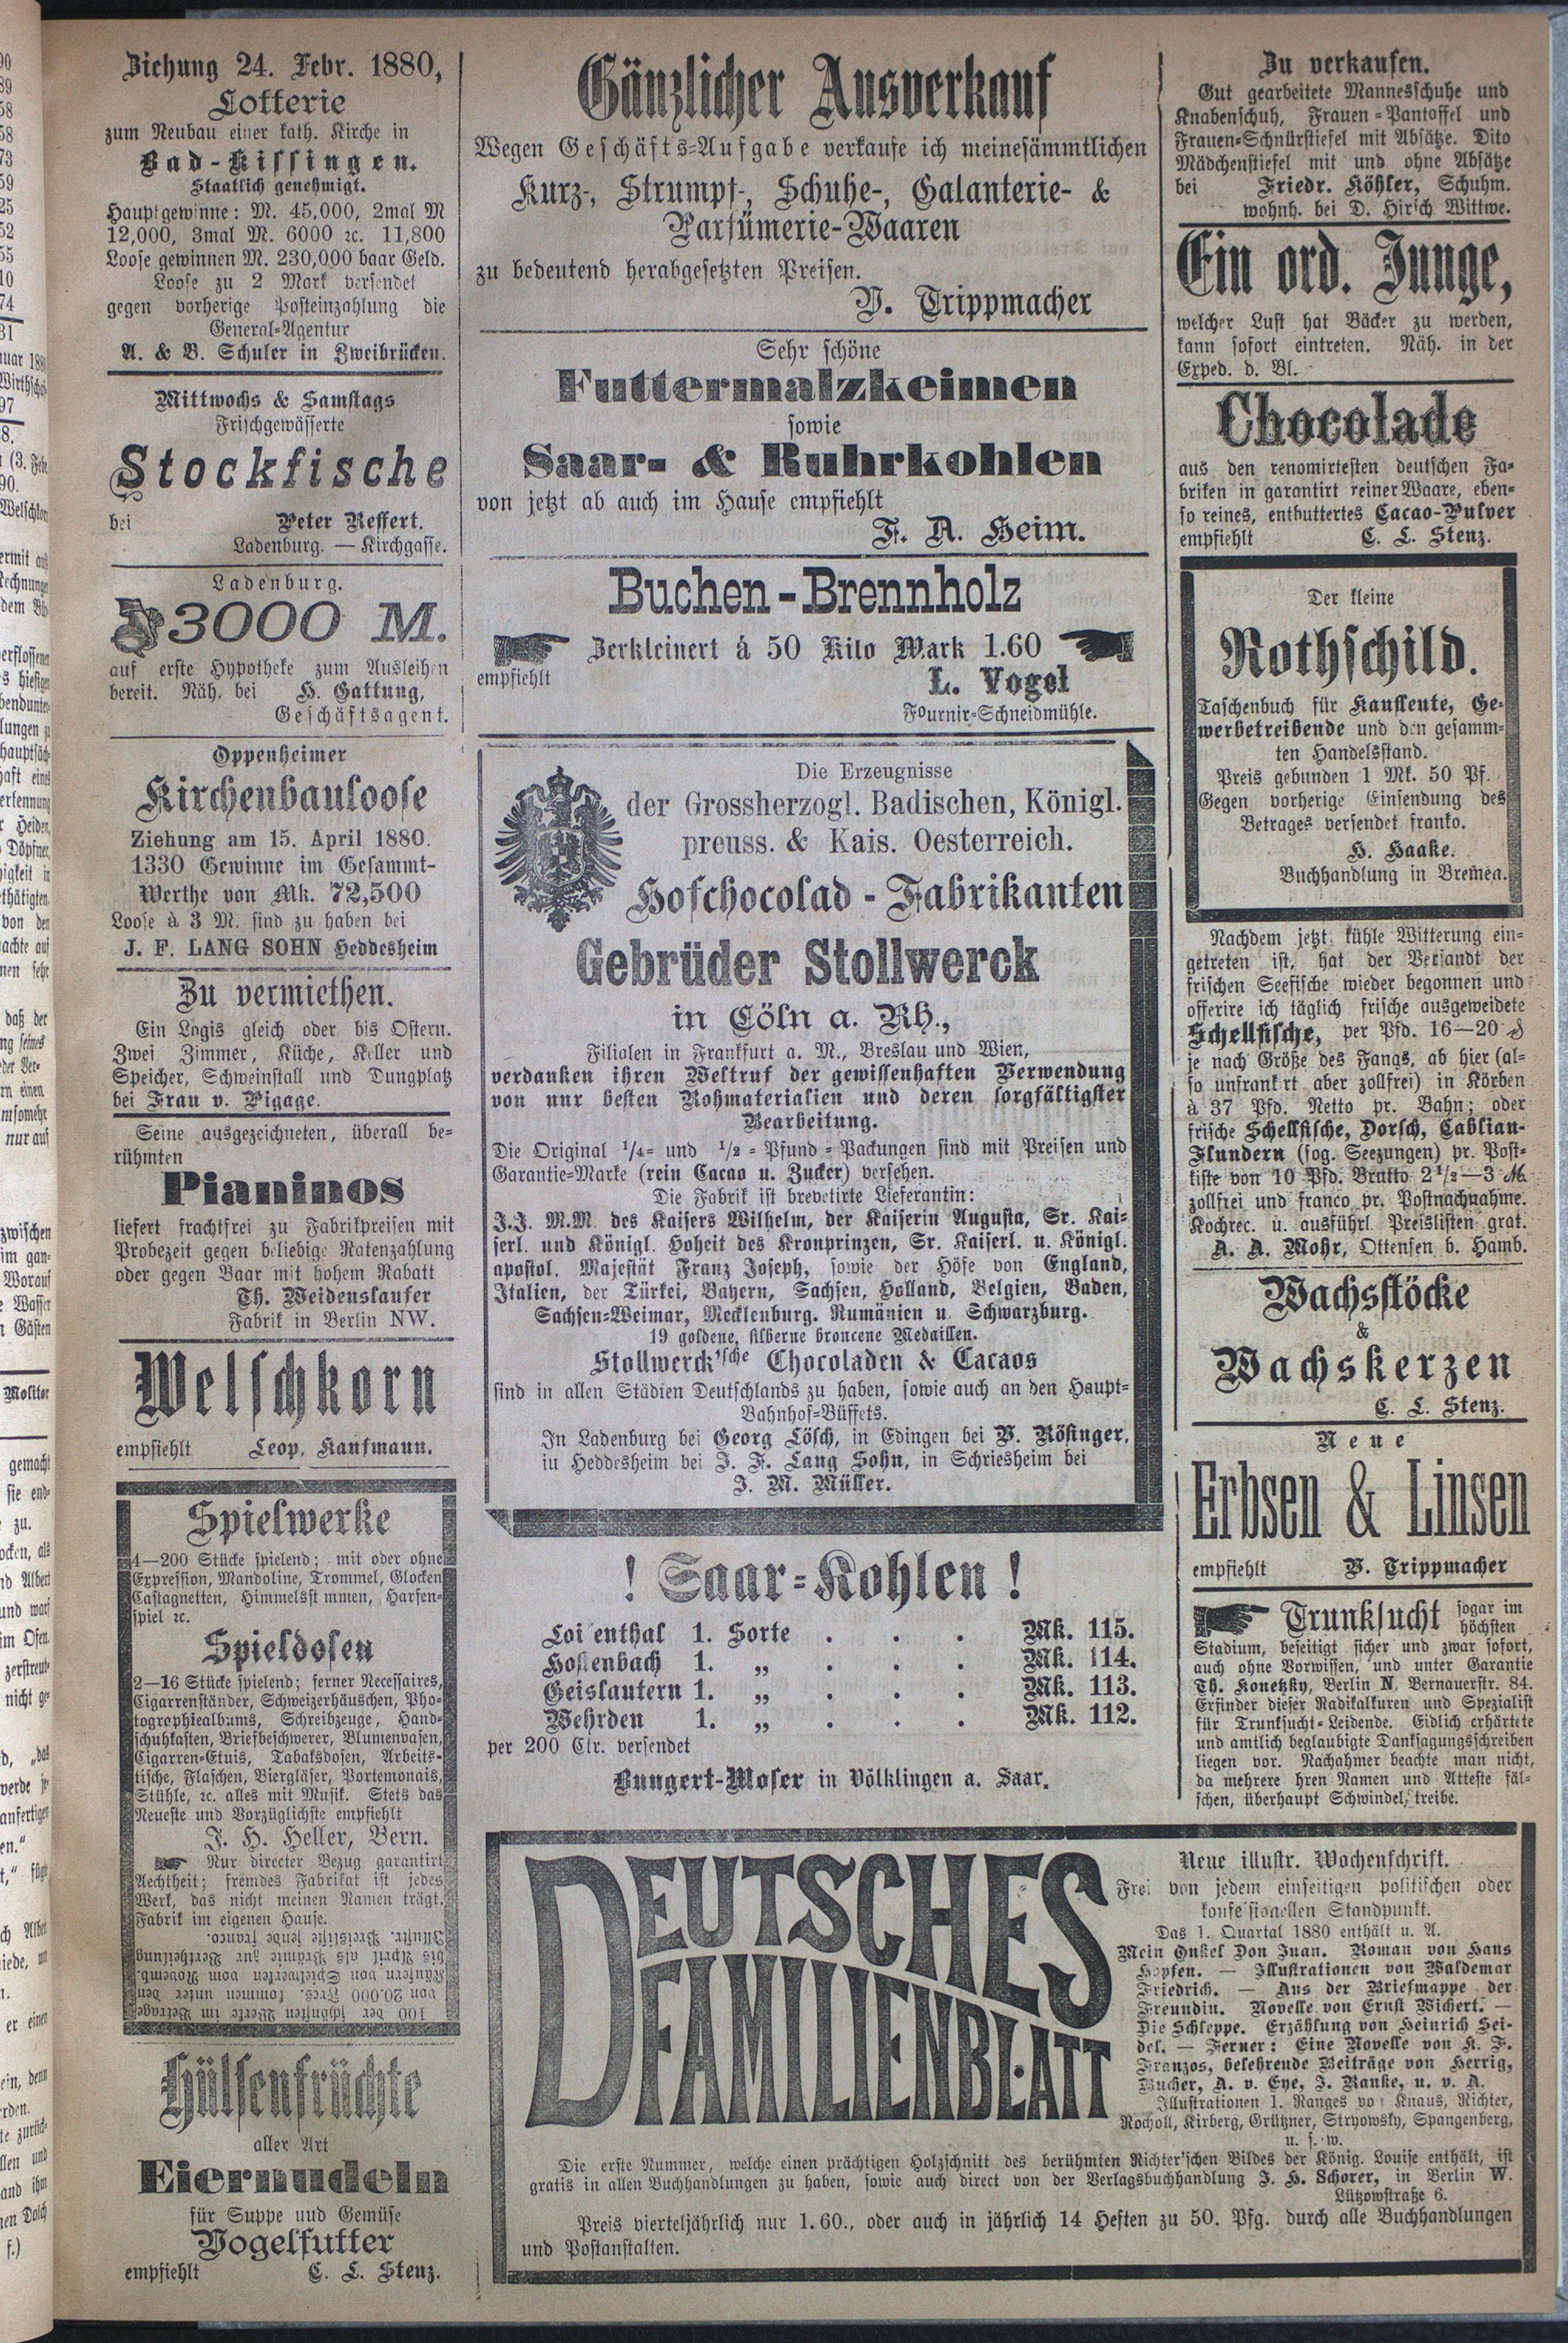 Ziehung 24. Febr. 1880,
Lotterie
zum Neubau einer kath. Kirche in
Bad-Kissingen.
Staatlich genehmigt.
Hauptgewinne: M. 45,000, 2mal M
12,000, 3mal M. 6000 ꝛc. 11,800
Loose gewinnen M. 230,000 baar Geld.
Loose zu 2 Mark versendet
gegen vorherige Posteinzahlung die
General-Agentur
A. & B. Schuler in Zweibrücken.
Mittwochs & Samstags
Frischgewässerte
Stockfische
bei Peter Reffert.
Ladenburg. — Kirchgasse.
Ladenburg.
3000 M.
auf erste Hypotheke zum Ausleihen
bereit. Näh. bei H. Gattung,
Geschäftsagent.
Oppenheimer
Kirchenbauloose
Ziehung am 15. April 1880.
1330 Gewinne im Gesammt-
Werthe von Mk. 72,500
Loose à 3 M. sind zu haben bei
J. F. LANG SOHN Heddesheim
Zu vermiethen.
Ein Logis gleich oder bis Ostern.
Zwei Zimmer, Küche, Keller und
Speicher, Schweinstall und Dungplatz
bei Frau v. Pigage.
Seine ausgezeichneten, überall be-
rühmten
Pianinos
liefert frachtfrei zu Fabrikpreisen mit
Probezeit gegen beliebige Ratenzahlung
oder gegen Baar mit hohem Rabatt
Th. Weidenslaufer
Fabrik in Berlin NW.
Welschkorn
empfiehlt Leop. Kaufmann.
Spielwerke
4—200 Stücke spielend; mit oder ohne
Expression, Mandoline, Trommel, Glocken
Castagnetten, Himmelsst mmen, Harfen-
spiel ꝛc.
Spieldosen
2—16 Stücke spielend; ferner Necessaires,
Cigarrenständer, Schweizerhäuschen, Pho-
tographiealbums, Schreibzeuge, Hand-
schuhkasten, Briefbeschwerer, Blumenvasen,
Cigarren-Etuis, Tabaksdosen, Arbeits-
tische, Flaschen, Biergläser, Portemonais,
Stühle, ꝛc. alles mit Musik. Stets das
Neueste und Vorzüglichste empfiehlt
J. H. Heller, Bern.
Nur directer Bezug garantirt
Aechtheit; fremdes Fabrikat ist jedes
Werk, das nicht meinen Namen trägt.
Fabrik im eigenen Hause.
100 der schönsten Werke im Betrage
von 20,000 Frcs. kommen unter den
Käufern von Spielwerken vom Novemb.
bis April als Prämie zur Vertheilung
Illustr. Preisliste sende franco.
Hülsenfrüchte
aller Art
Eiernudeln
für Suppe und Gemüse
Vogelfutter
empfiehlt C. L. Stenz.
Gänzlicher Ausverkauf
Wegen Geschäfts-Aufgabe verkaufe ich meinesämmtlichen
Kurz-, Strumpf-, Schuhe-, Galanterie- &
Parfümerie-Waaren
zu bedeutend herabgesetzten Preisen.
P. Trippmacher
Sehr schöne
Futtermalzkeimen
sowie
Saar- & Ruhrkohlen
von jetzt ab auch im Hause empfiehlt
F. A. Heim.
Buchen-Brennholz
Zerkleinert á 50 Kilo Mark 1.60
empfiehlt L. Vogel
Fournir-Schneidmühle.
Die Erzeugnisse
der Grossherzogl. Badischen, Königl.
preuss. & Kais. Oesterreich.
Hofchocolad-Fabrikanten
Gebrüder Stollwerck
in Cöln a. Rh.,
Filialen in Frankfurt a. M., Breslau und Wien,
verdanken ihren Weltruf der gewissenhaften Verwendung
von nur besten Rohmaterialien und deren sorgfältigster
Bearbeitung.
Die Original 1/4- und 1/2-Pfund-Packungen sind mit Preisen und
Garantie-Marke (rein Cacao u. Zucker) versehen.
Die Fabrik ist brevetirte Lieferantin:
J.J. M.M. des Kaisers Wilhelm, der Kaiserin Augusta, Sr. Kai-
serl. und Königl. Hoheit des Kronprinzen, Sr. Kaiserl. u. Königl.
apostol. Majestät Franz Joseph, sowie der Höfe von England,
Italien, der Türkei, Bayern, Sachsen, Holland, Belgien, Baden,
Sachsen-Weimar, Mecklenburg. Rumänien u. Schwarzburg.
19 goldene, silberne broncene Medaillen.
Stollwerck'sche Chocoladen & Cacaos
sind in allen Städten Deutschlands zu haben, sowie auch an den Haupt-
Bahnhof-Büffets.
In Ladenburg bei Georg Lösch, in Edingen bei P. Rösinger,
in Heddesheim bei J. F. Lang Sohn, in Schriesheim bei
J. M. Müller.
! Saar-Kohlen !
Loi enthal 1. Sorte . . . Mk. 115.
Hostenbach 1. „ . . . Mk. 114.
Geislautern 1. „ . . . Mk. 113.
Wehrden 1. „ . . . Mk. 112.
per 200 Ctr. versendet
Bungert-Moser in Völklingen a. Saar.
Zu verkaufen.
Gut gearbeitete Mannesschuhe und
Knabenschuh, Frauen-Pantoffel und
Frauen-Schnürstiefel mit Absätze. Dito
Mädchenstiefel mit und ohne Absätze
bei Friedr. Köhler, Schuhm.
wohnh. bei D. Hirsch Wittwe.
Ein ord. Junge,
welcher Lust hat Bäcker zu werden,
kann sofort eintreten. Näh. in der
Exped. d. Bl.
Chocolade
aus den renomirtesten deutschen Fa-
briken in garantirt reiner Waare, eben-
so reines, entbuttertes Cacao-Pulver
empfiehlt C. L. Stenz.
Der kleine
Rothschild.
Taschenbuch für Kaufleute, Ge-
werbetreibende und den gesamm-
ten Handelsstand.
Preis gebunden 1 Mk. 50 Pf.
Gegen vorherige Einsendung des
Betrages versendet franko.
H. Haake.
Buchhandlung in Bremen.
Nachdem jetzt kühle Witterung ein-
getreten ist, hat der Versandt der
frischen Seefische wieder begonnen und
offerire ich täglich frische ausgeweidete
Schellfische, per Pfd. 16—20 ₰
je nach Größe des Fangs, ab hier (al-
so unfrankirt aber zollfrei) in Körben
à 37 Pfd. Netto pr. Bahn; oder
frische Schellfische, Dorsch, Cabliau-
Flundern (sog. Seezungen) pr. Post-
kiste von 10 Pfd. Brutto 2 1/2—3 M.
zollfrei und franco pr. Postnachnahme.
Kochrec. u. ausführl Preislisten grat.
A. A. Mohr, Ottensen b. Hamb.
Wachsstöcke
&
Wachskerzen
C. L. Stenz.
Neue
Erbsen & Linsen
empfiehlt P. Trippmacher
Trunksucht sogar im
höchsten
Stadium, beseitigt sicher und zwar sofort,
auch ohne Vorwissen, und unter Garantie
Th. Konetzky, Berlin N. Bernauerstr. 84.
Erfinder dieser Radikalkuren und Spezialist
für Trunksucht-Leidende. Eidlich erhärtete
und amtlich beglaubigte Danksagungsschreiben
liegen vor. Nachahmer beachte man nicht,
da mehrere hren Namen und Atteste fäl-
schen, überhaupt Schwindel, treibe.
DEUTSCHES
FAMILIENBLATT
Neue illustr. Wochenschrift.
Frei von jedem einseitigen politischen oder
konfessionellen Standpunkt.
Das 1. Quartal 1880 enthält u. A.
Mein Onkel Don Juan. Roman von Hans
Hopfen. — Illustrationen von Waldemar
Friedrich. — Aus der Briefmappe der
Freundin. Novelle von Ernst Wichert. —
Die Schleppe. Erzählung von Heinrich Sei-
del. — Ferner: Eine Novelle von K. F.
Franzos, belehrende Beiträge von Herrig,
Bucher, A. v. Eye, J. Ranke, u. v. A.
Illustrationen 1. Ranges vo Knaus, Richter,
Rocholl, Kirberg, Grützner, Stryowsky, Spangenberg,
u. s. w.
Die erste Nummer, welche einen prächtigen Holzschnitt des berühmten Richter'schen Bildes der König. Louise enthält, ist
gratis in allen Buchhandlungen zu haben, sowie auch direct von der Verlagsbuchhandlung J. H. Schorer, in Berlin W.
Lützowstraße 6.
Preis vierteljährlich nur 1.60., oder auch in jährlich 14 Heften zu 50. Pfg. durch alle Buchhandlungen
und Postanstalten.